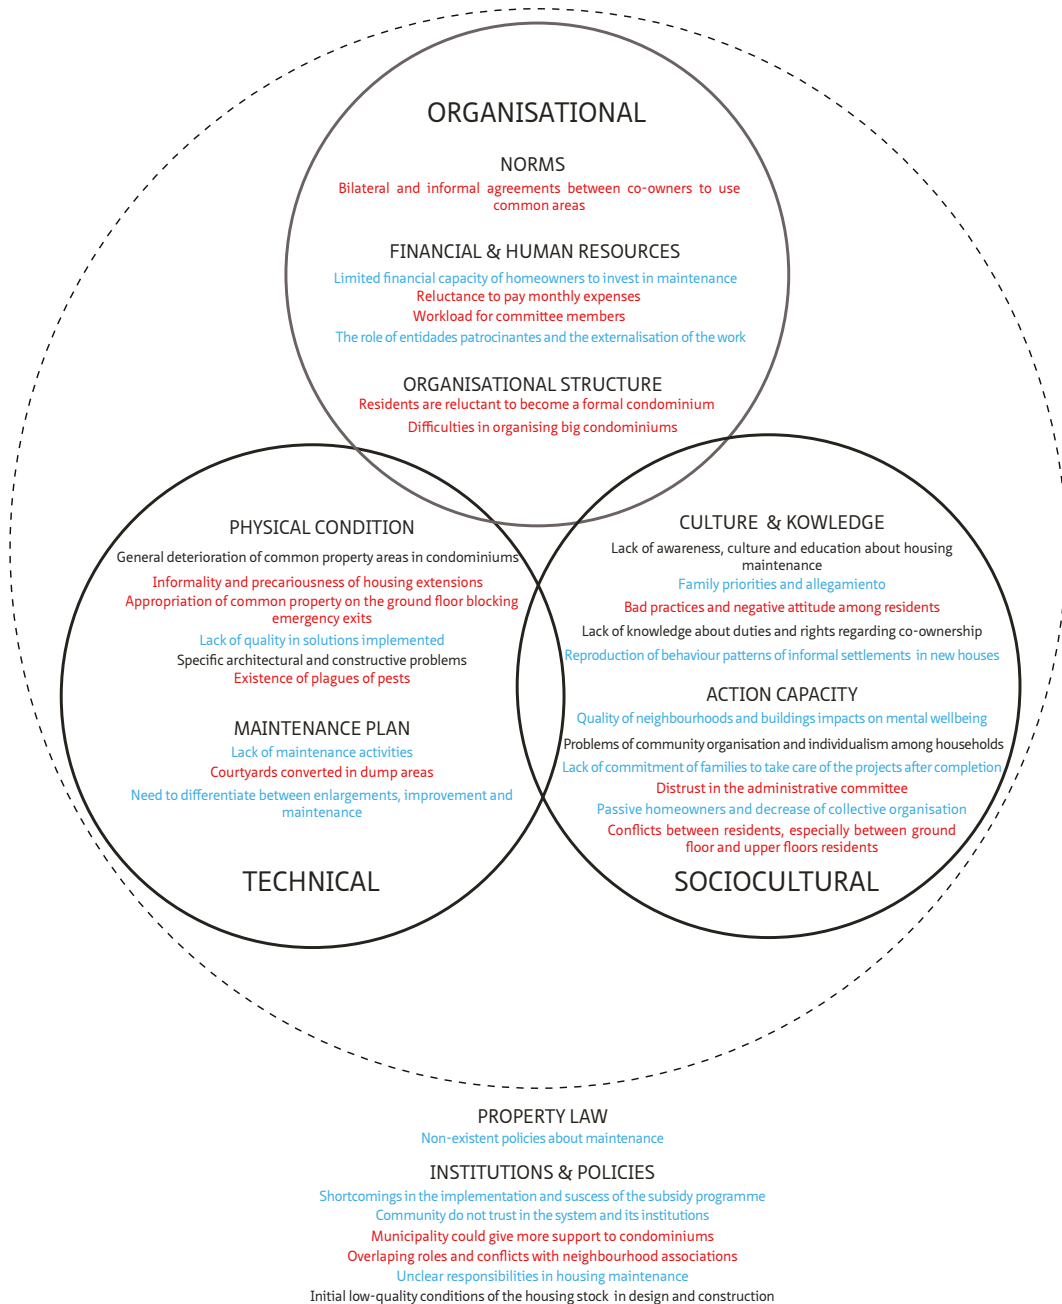 ORGANISATIONAL
NORMS
Bilateral and informal agreements between co-owners to use
common areas
FINANCIAL & HUMAN RESOURCES
Limited financial capacity of homeowners to invest in maintenance
Reluctance to pay monthly expenses
Workload for committee members
The role of entidades patrocinantes and the externalisation of the work
ORGANISATIONAL STRUCTURE
Residents are reluctant to become a formal condominium
Difficulties in organising big condominiums
PHYSICAL CONDITION
General deterioration of common property areas in condominiums
Informality and precariousness of housing extensions
Appropriation of common property on the ground floor blocking
emergency exits
Lack of quality in solutions implemented
Specific architectural and constructive problems
Existence of plagues of pests
MAINTENANCE PLAN
Lack of maintenance activities
Courtyards converted in dump areas
Need to differentiate between enlargements, improvement and
maintenance
TECHNICAL
CULTURE & KOWLEDGE
Lack of awareness, culture and education about housing
maintenance
Family priorities and allegamiento
Bad practices and negative attitude among residents
Lack of knowledge about duties and rights regarding co-ownership
Reproduction of behaviour patterns of informal settlements in new houses
ACTION CAPACITY
Quality of neighbourhoods and buildings impacts on mental wellbeing
Problems of community organisation and individualism among households
Lack of commitment of families to take care of the projects after completion
Distrust in the administrative committee
Passive homeowners and decrease of collective organisation
Conflicts between residents, especially between ground
floor and upper floors residents
SOCIOCULTURAL
PROPERTY LAW
Non-existent policies about maintenance
INSTITUTIONS & POLICIES
Shortcomings in the implementation and suscess of the subsidy programme
Community do not trust in the system and its institutions
Municipality could give more support to condominiums
Overlaping roles and conflicts with neighbourhood associations
Unclear responsibilities in housing maintenance
Initial low-quality conditions of the housing stock in design and construction